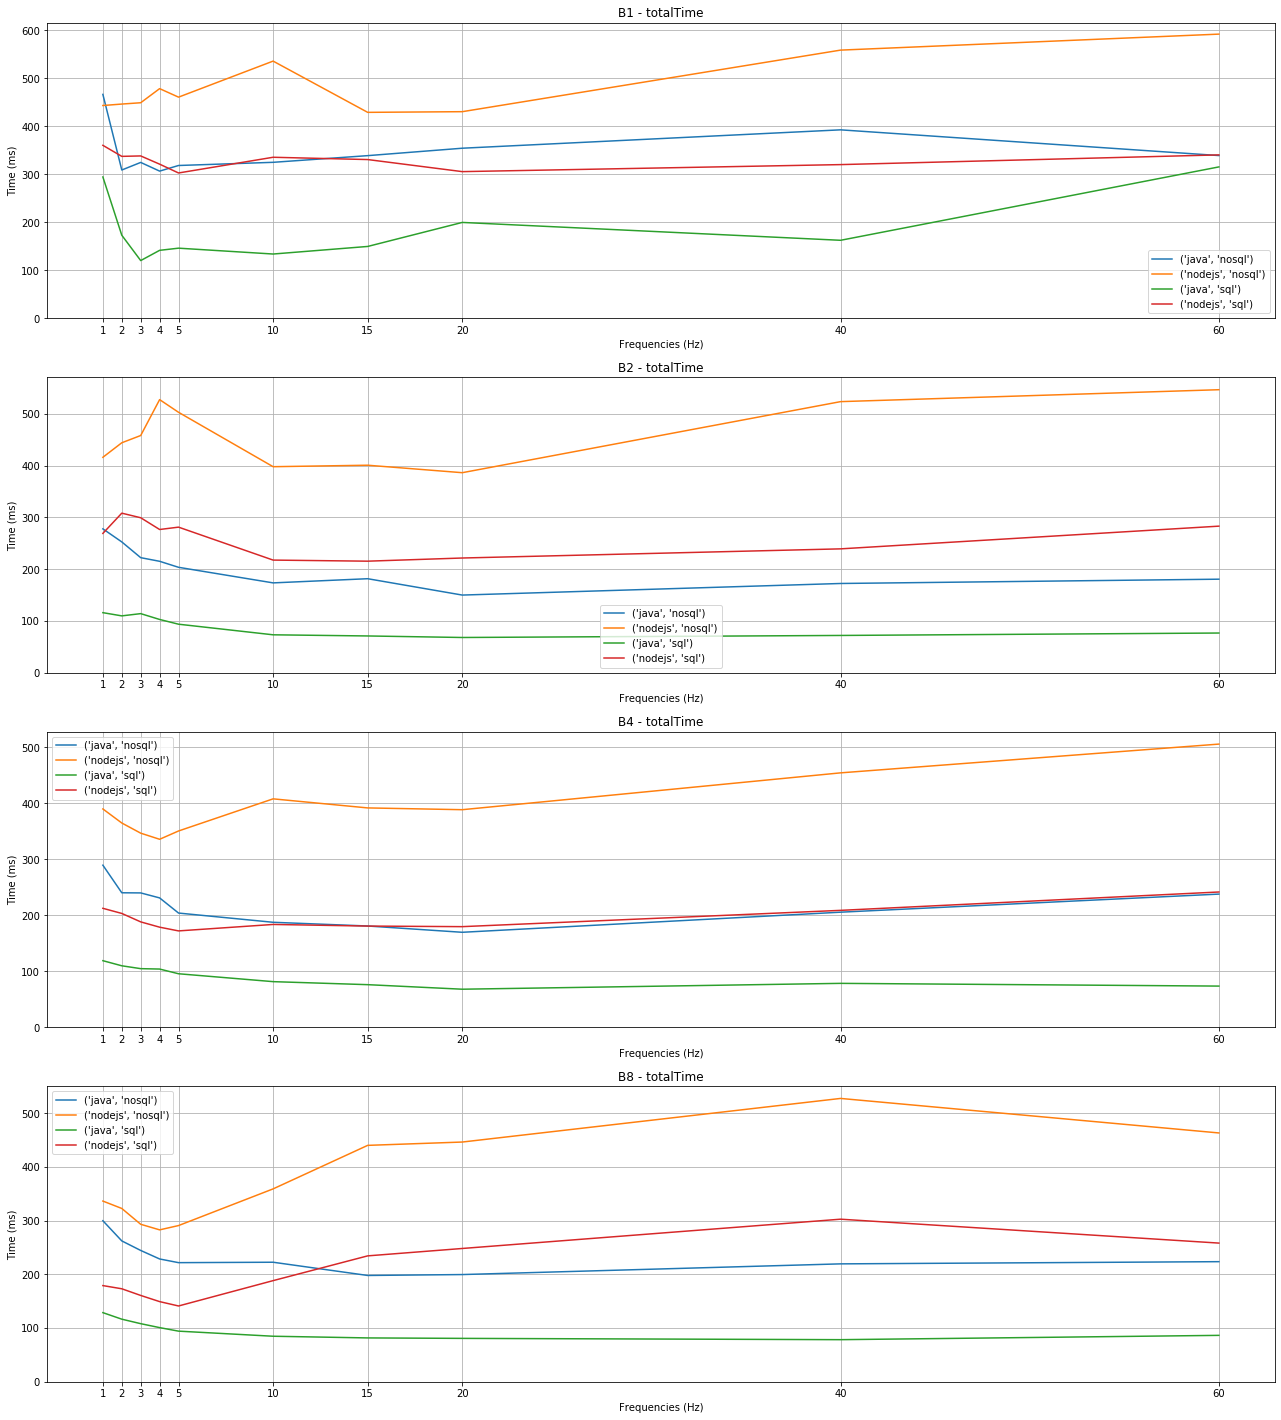 B1 - totalTime
600
500
400
300
200
100
0
Time (ms)
('java', 'nosql')
('nodejs', 'nosql')
('java', 'sql')
('nodejs', 'sql')
1 2 3 4 5 10 15 20 40 60
Frequencies (Hz)
B2 - totalTime
500
400
300
200
100
0
Time (ms)
('java', 'nosql')
('nodejs', 'nosql')
('java', 'sql')
('nodejs', 'sql')
1 2 3 4 5 10 15 20 40 60
Frequencies (Hz)
B4 - totalTime
500
400
300
200
100
0
Time (ms)
('java', 'nosql')
('nodejs', 'nosql')
('java', 'sql')
('nodejs', 'sql')
1 2 3 4 5 10 15 20 40 60
Frequencies (Hz)
B8 - totalTime
500
400
300
200
100
0
Time (ms)
('java', 'nosql')
('nodejs', 'nosql')
('java', 'sql')
('nodejs', 'sql')
1 2 3 4 5 10 15 20 40 60
Frequencies (Hz)